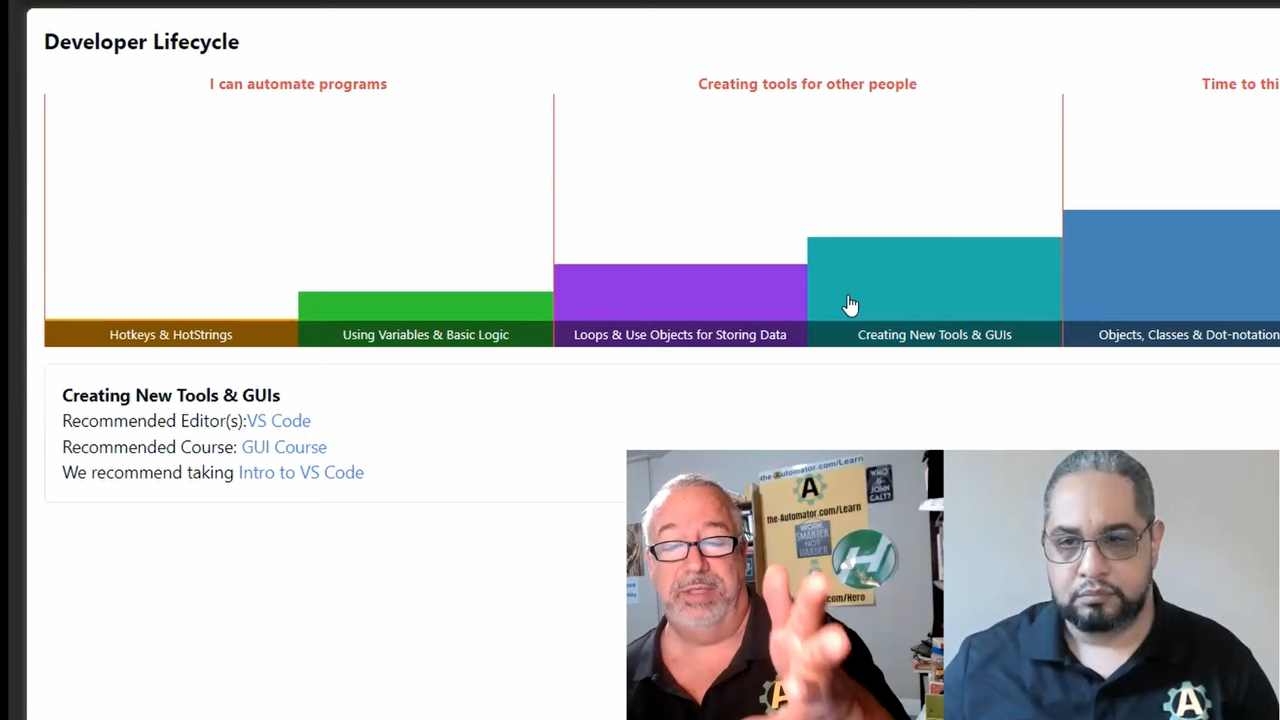 Developer Lifecycle
I can automate programs
Creating tools for other people
Time to thi
Hotkeys & HotStrings
Using Variables & Basic Logic
Loops & Use Objects for Storing Data
Creating New Tools & GUIs
Objects, Classes & Dot-notation
Creating New Tools & GUIs
Recommended Editor(s):VS Code
Recommended Course: GUI Course
We recommend taking Intro to VS Code
the-Automator.com/Learn
A
the-Automator.com/Learn
WHO
IS
JOHN
GALT?
WORK
SMARTER
NOT
HARDER
H
.com/Hero
A
A